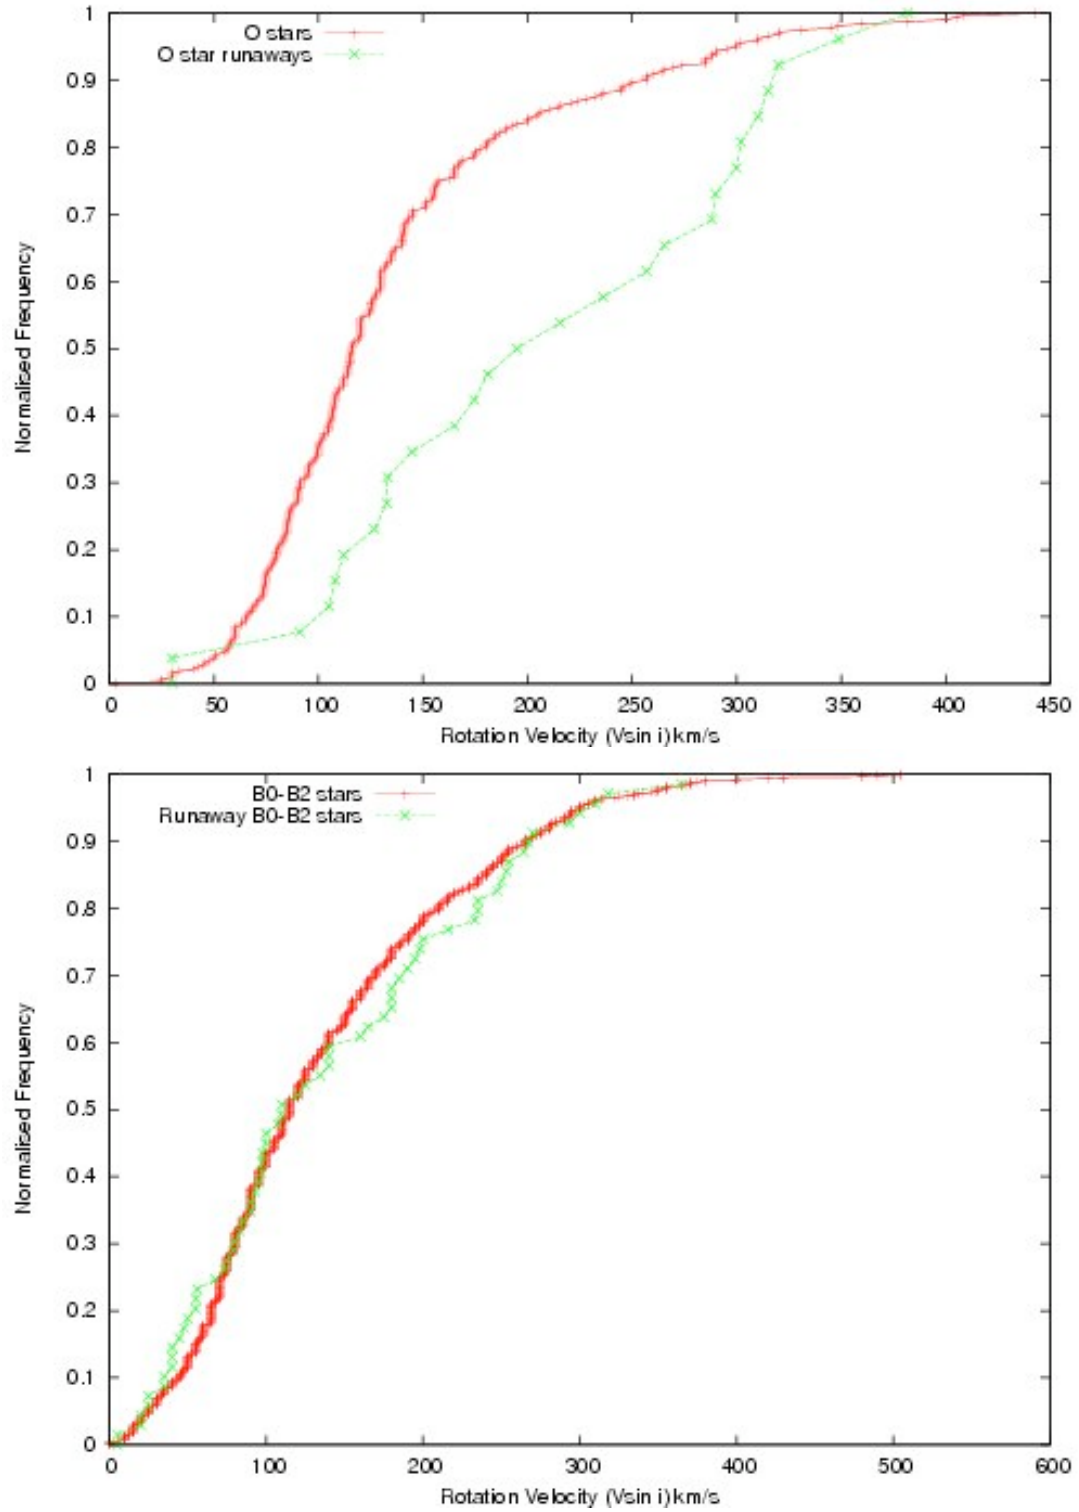 1
0.9
0.8
0.7
0.6
0.5
0.4
0.3
0.2
0.1
0
Normalised Frequency
O stars
O star runaways
0 50 100 150 200 250 300 350 400 450
Rotation Velocity (Vsin i)km/s
1
0.9
0.8
0.7
0.6
0.5
0.4
0.3
0.2
0.1
0
Normalised Frequency
B0-B2 stars
Runaway B0-B2 stars
0 100 200 300 400 500 600
Rotation Velocity (Vsin i)km/s